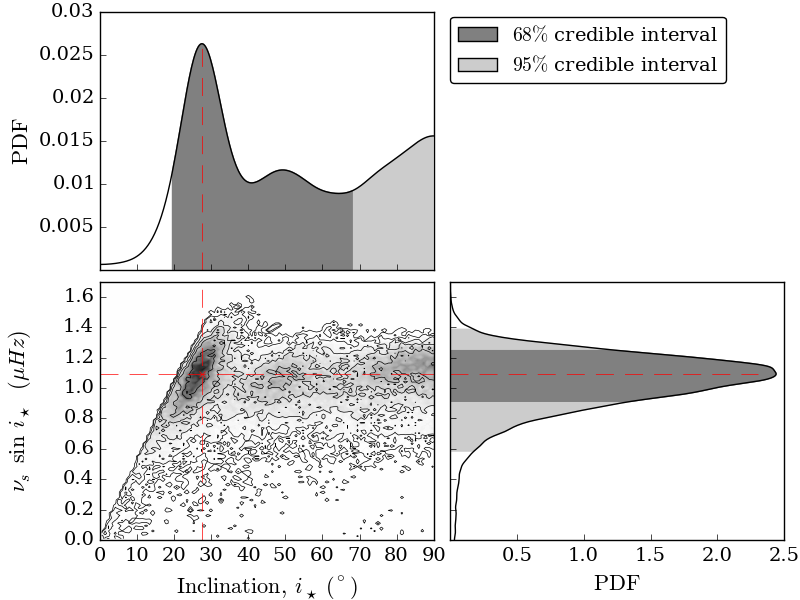 0.03
0.025
0.02
0.015
0.01
0.005
PDF
68% credible interval
95% credible interval
1.6
1.4
1.2
1.0
0.8
0.6
0.4
0.2
0.0
ν_s sin i_⋆ (μHz)
0 10 20 30 40 50 60 70 80 90
Inclination, i_⋆ (°)
0.5 1.0 1.5 2.0 2.5
PDF